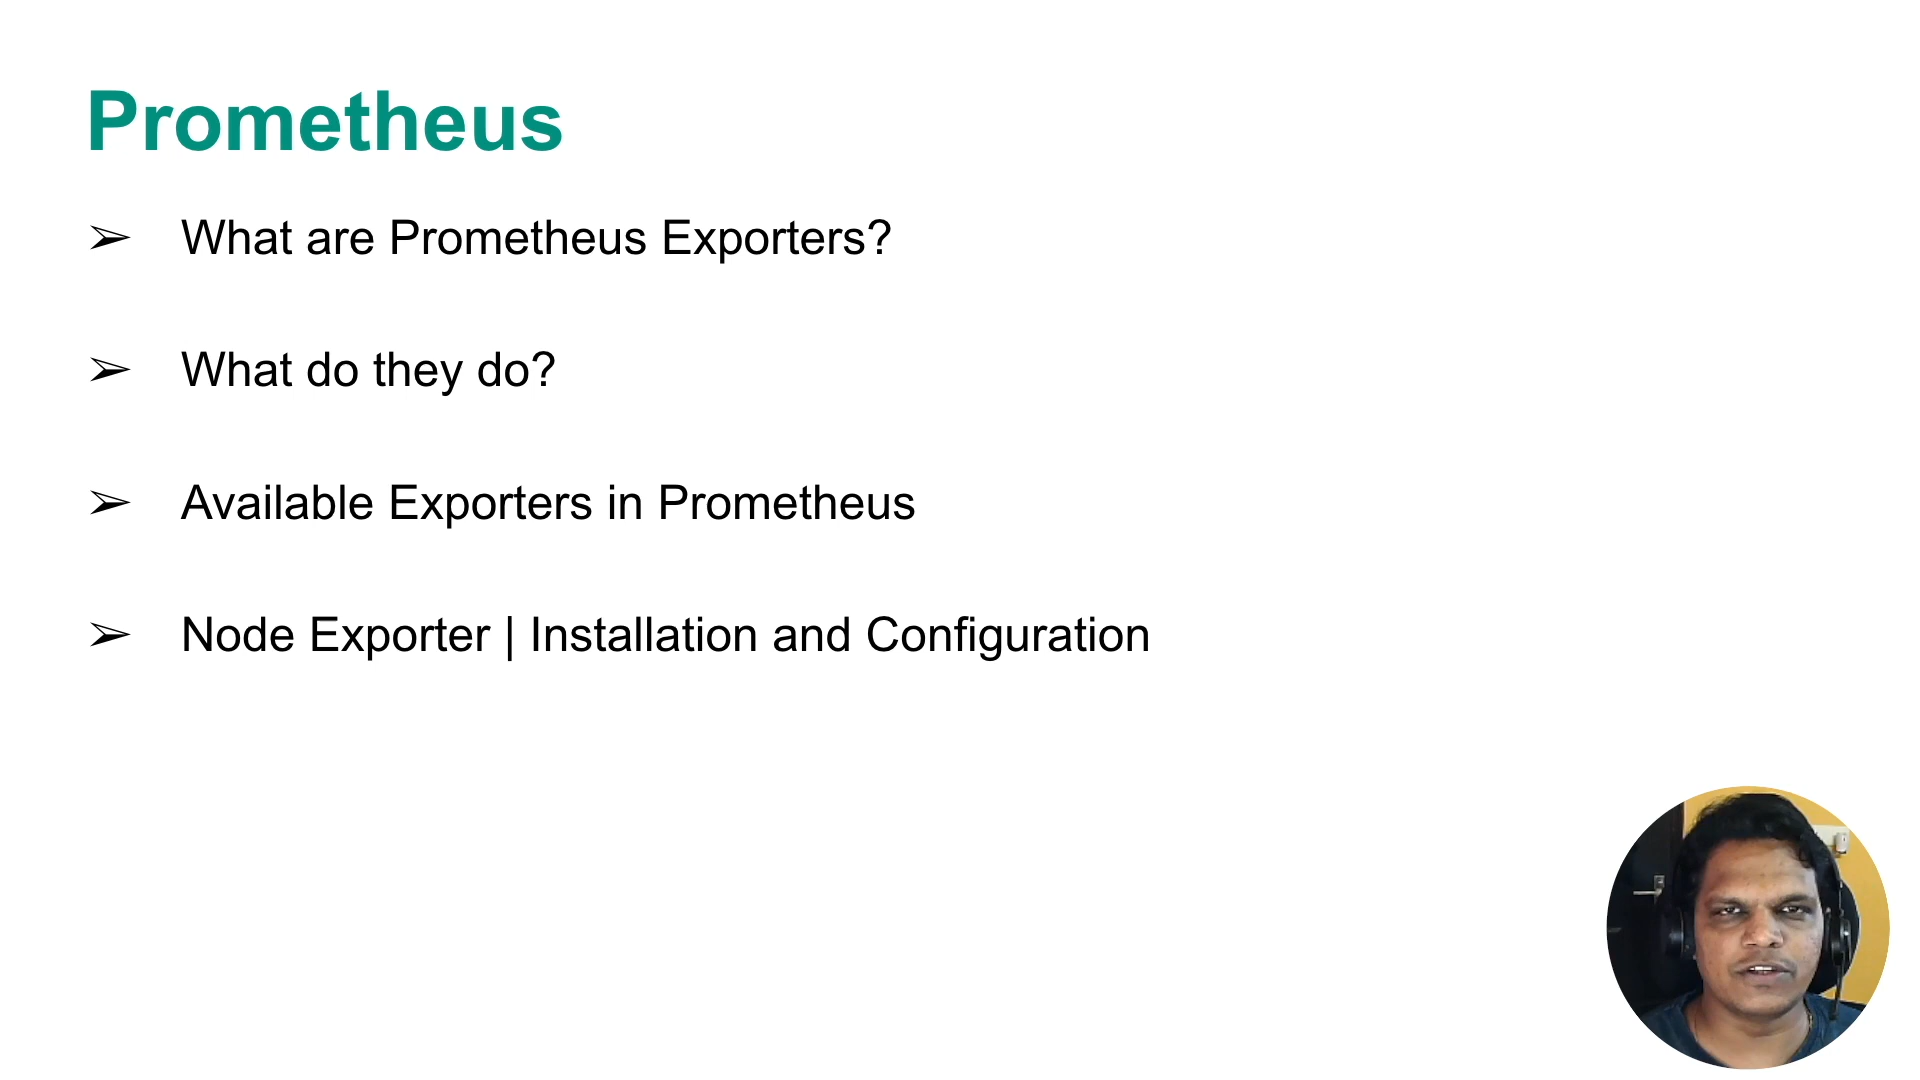 Prometheus
➢ What are Prometheus Exporters?
➢ What do they do?
➢ Available Exporters in Prometheus
➢ Node Exporter | Installation and Configuration